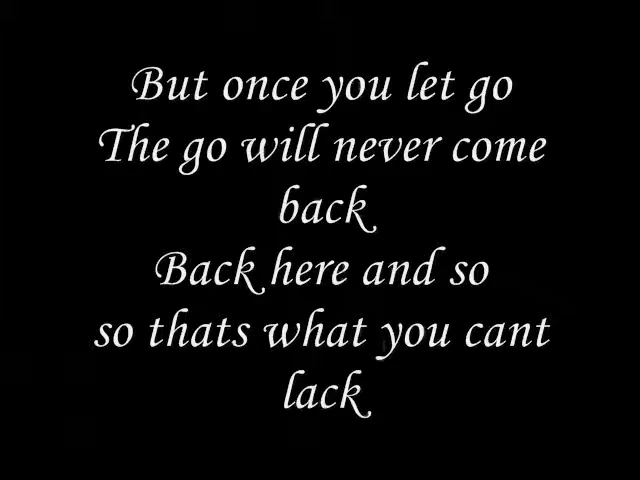 But once you let go
The go will never come
back
Back here and so
so thats what you cant
lack